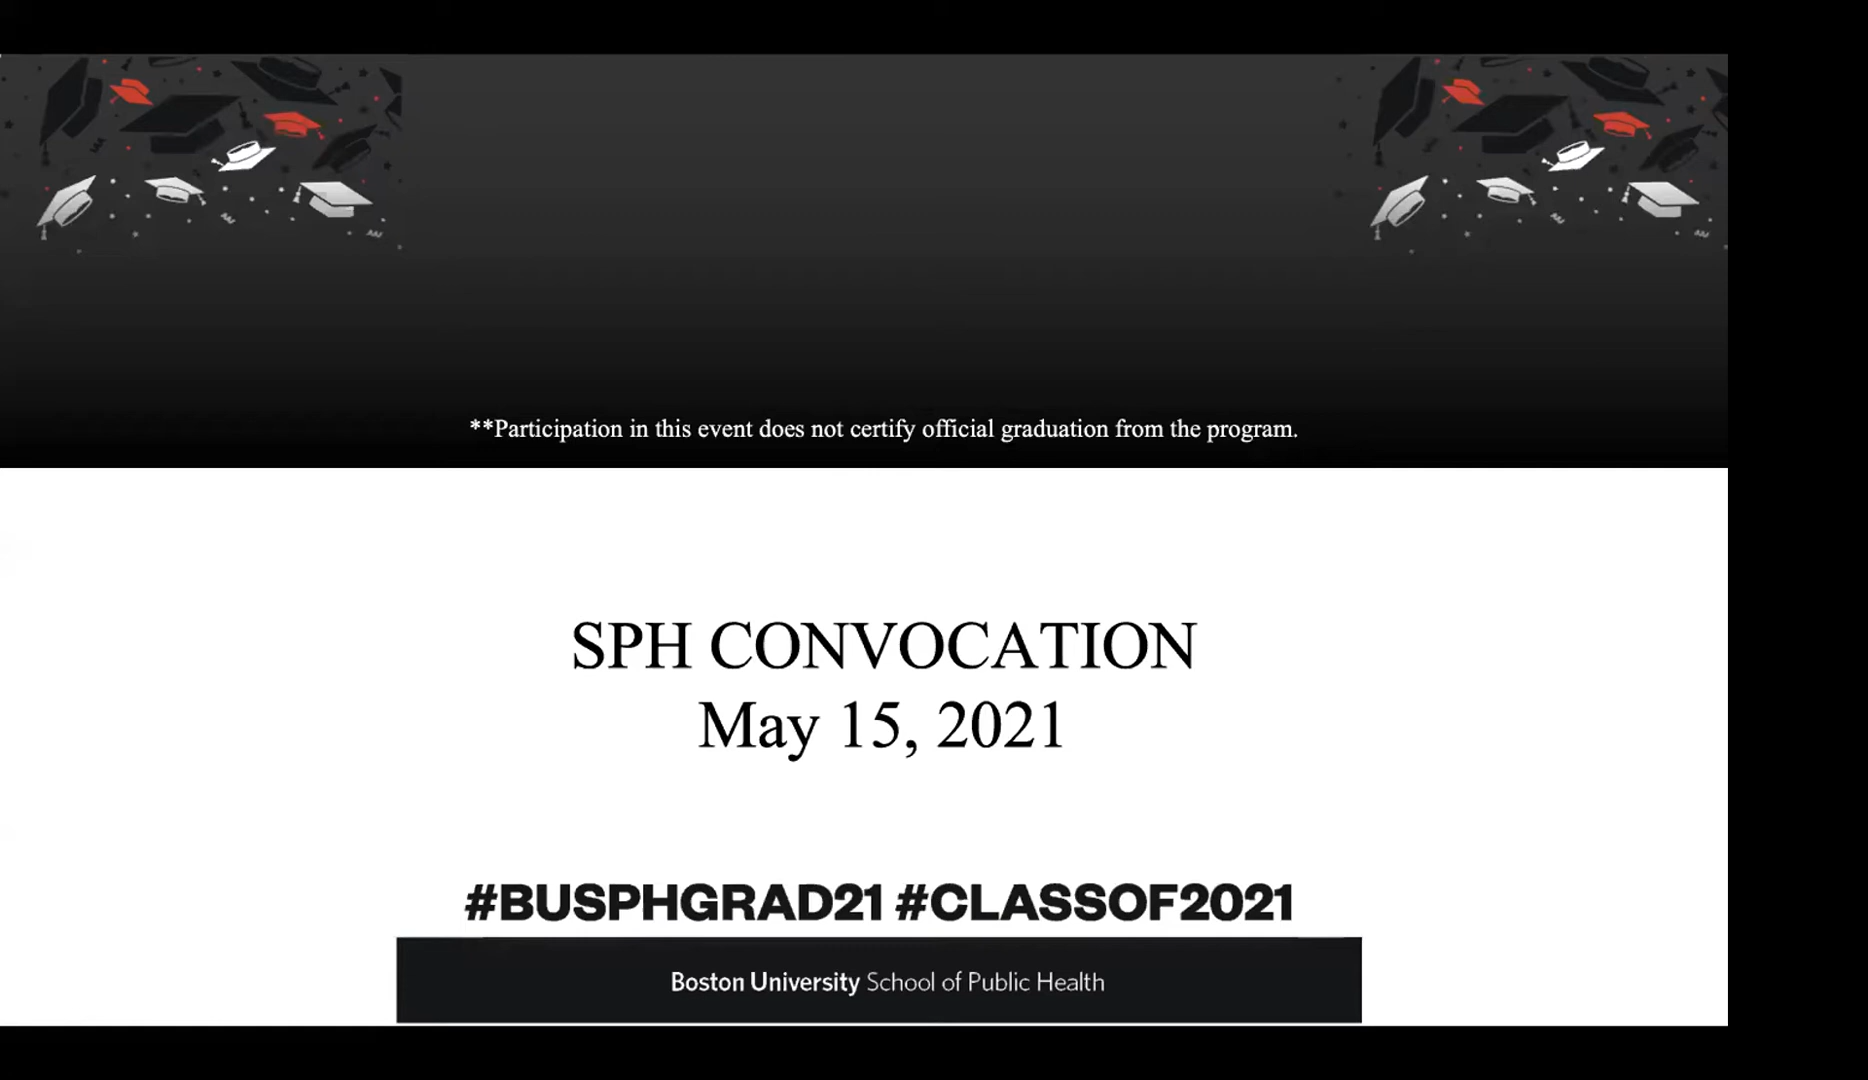 **Participation in this event does not certify official graduation from the program.
SPH CONVOCATION
May 15, 2021
#BUSPHGRAD21 #CLASSOF2021
Boston University School of Public Health